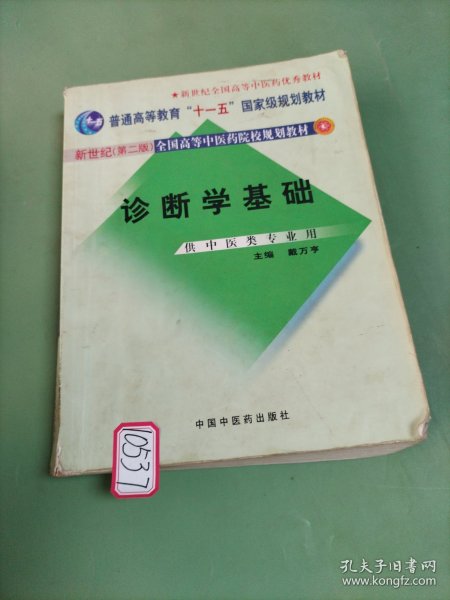 ★新世纪全国高等中医药优秀教材
普通高等教育“十一五”国家级规划教材
新世纪(第二版)全国高等中医药院校规划教材
诊断学基础
供中医类专业用
主编 戴万亨
中国中医药出版社
10537
孔夫子旧书网
www.kongfz.com